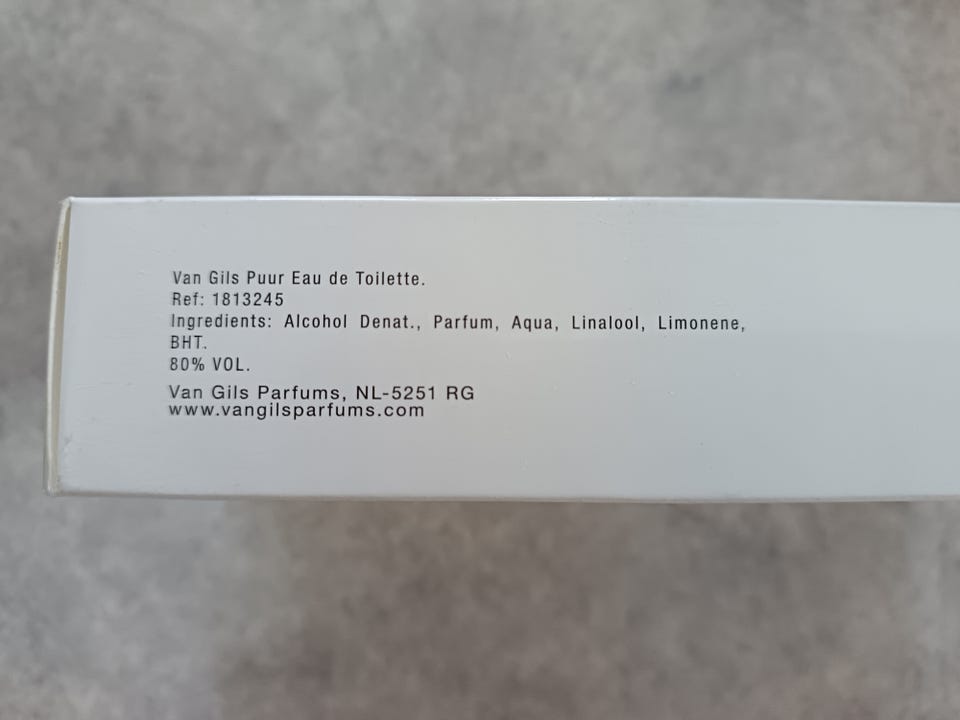 Van Gils Puur Eau de Toilette.
Ref: 1813245
Ingredients: Alcohol Denat., Parfum, Aqua, Linalool, Limonene,
BHT.
80% VOL.
Van Gils Parfums, NL-5251 RG
www.vangilsparfums.com